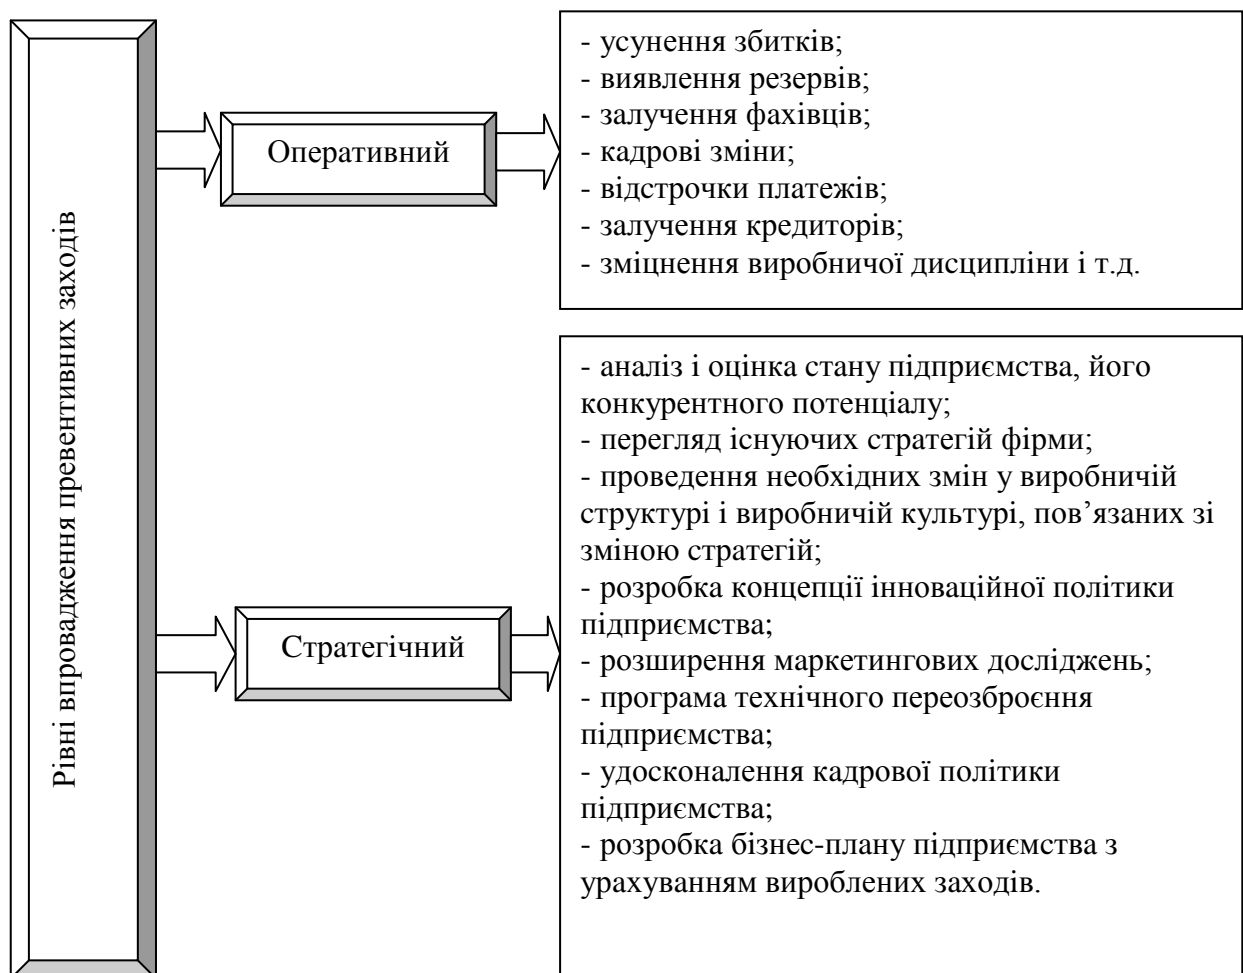 Рівні впровадження превентивних заходів
Оперативний
- усунення збитків;
- виявлення резервів;
- залучення фахівців;
- кадрові зміни;
- відстрочки платежів;
- залучення кредиторів;
- зміцнення виробничої дисципліни і т.д.
Стратегічний
- аналіз і оцінка стану підприємства, його
конкурентного потенціалу;
- перегляд існуючих стратегій фірми;
- проведення необхідних змін у виробничій
структурі і виробничій культурі, пов’язаних зі
зміною стратегій;
- розробка концепції інноваційної політики
підприємства;
- розширення маркетингових досліджень;
- програма технічного переозброєння
підприємства;
- удосконалення кадрової політики
підприємства;
- розробка бізнес-плану підприємства з
урахуванням вироблених заходів.